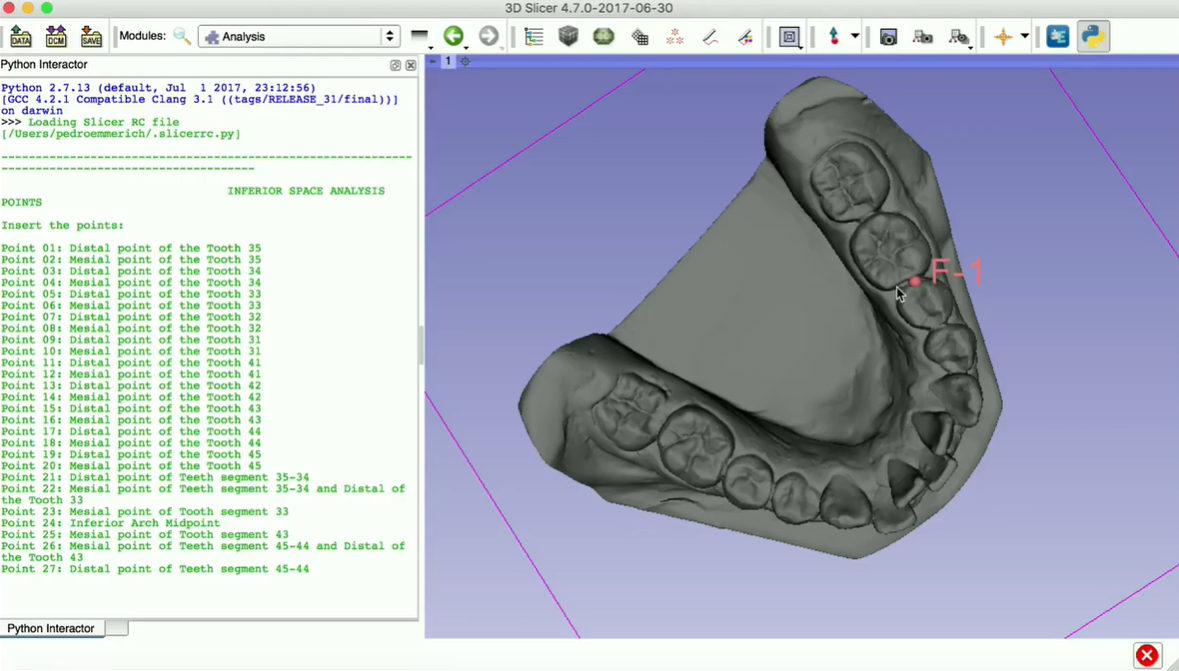 3D Slicer 4.7.0-2017-06-30
DATA
DCM
SAVE
Modules:
Analysis
Python Interactor
1
Python 2.7.13 (default, Jul  1 2017, 23:12:56)
[GCC 4.2.1 Compatible Clang 3.1 ((tags/RELEASE_31/final))]
on darwin
>>> Loading Slicer RC file
[/Users/pedroemmerich/.slicerrc.py]
------------------------------------------------------------
-------------------------------------
INFERIOR SPACE ANALYSIS
POINTS
Insert the points:
Point 01: Distal point of the Tooth 35
Point 02: Mesial point of the Tooth 35
Point 03: Distal point of the Tooth 34
Point 04: Mesial point of the Tooth 34
Point 05: Distal point of the Tooth 33
Point 06: Mesial point of the Tooth 33
Point 07: Distal point of the Tooth 32
Point 08: Mesial point of the Tooth 32
Point 09: Distal point of the Tooth 31
Point 10: Mesial point of the Tooth 31
Point 11: Distal point of the Tooth 41
Point 12: Mesial point of the Tooth 41
Point 13: Distal point of the Tooth 42
Point 14: Mesial point of the Tooth 42
Point 15: Distal point of the Tooth 43
Point 16: Mesial point of the Tooth 43
Point 17: Distal point of the Tooth 44
Point 18: Mesial point of the Tooth 44
Point 19: Distal point of the Tooth 45
Point 20: Mesial point of the Tooth 45
Point 21: Distal point of Teeth segment 35-34
Point 22: Mesial point of Teeth segment 35-34 and Distal of
the Tooth 33
Point 23: Mesial point of Tooth segment 33
Point 24: Inferior Arch Midpoint
Point 25: Mesial point of Tooth segment 43
Point 26: Mesial point of Teeth segment 45-44 and Distal of
the Tooth 43
Point 27: Distal point of Teeth segment 45-44
F-1
Python Interactor